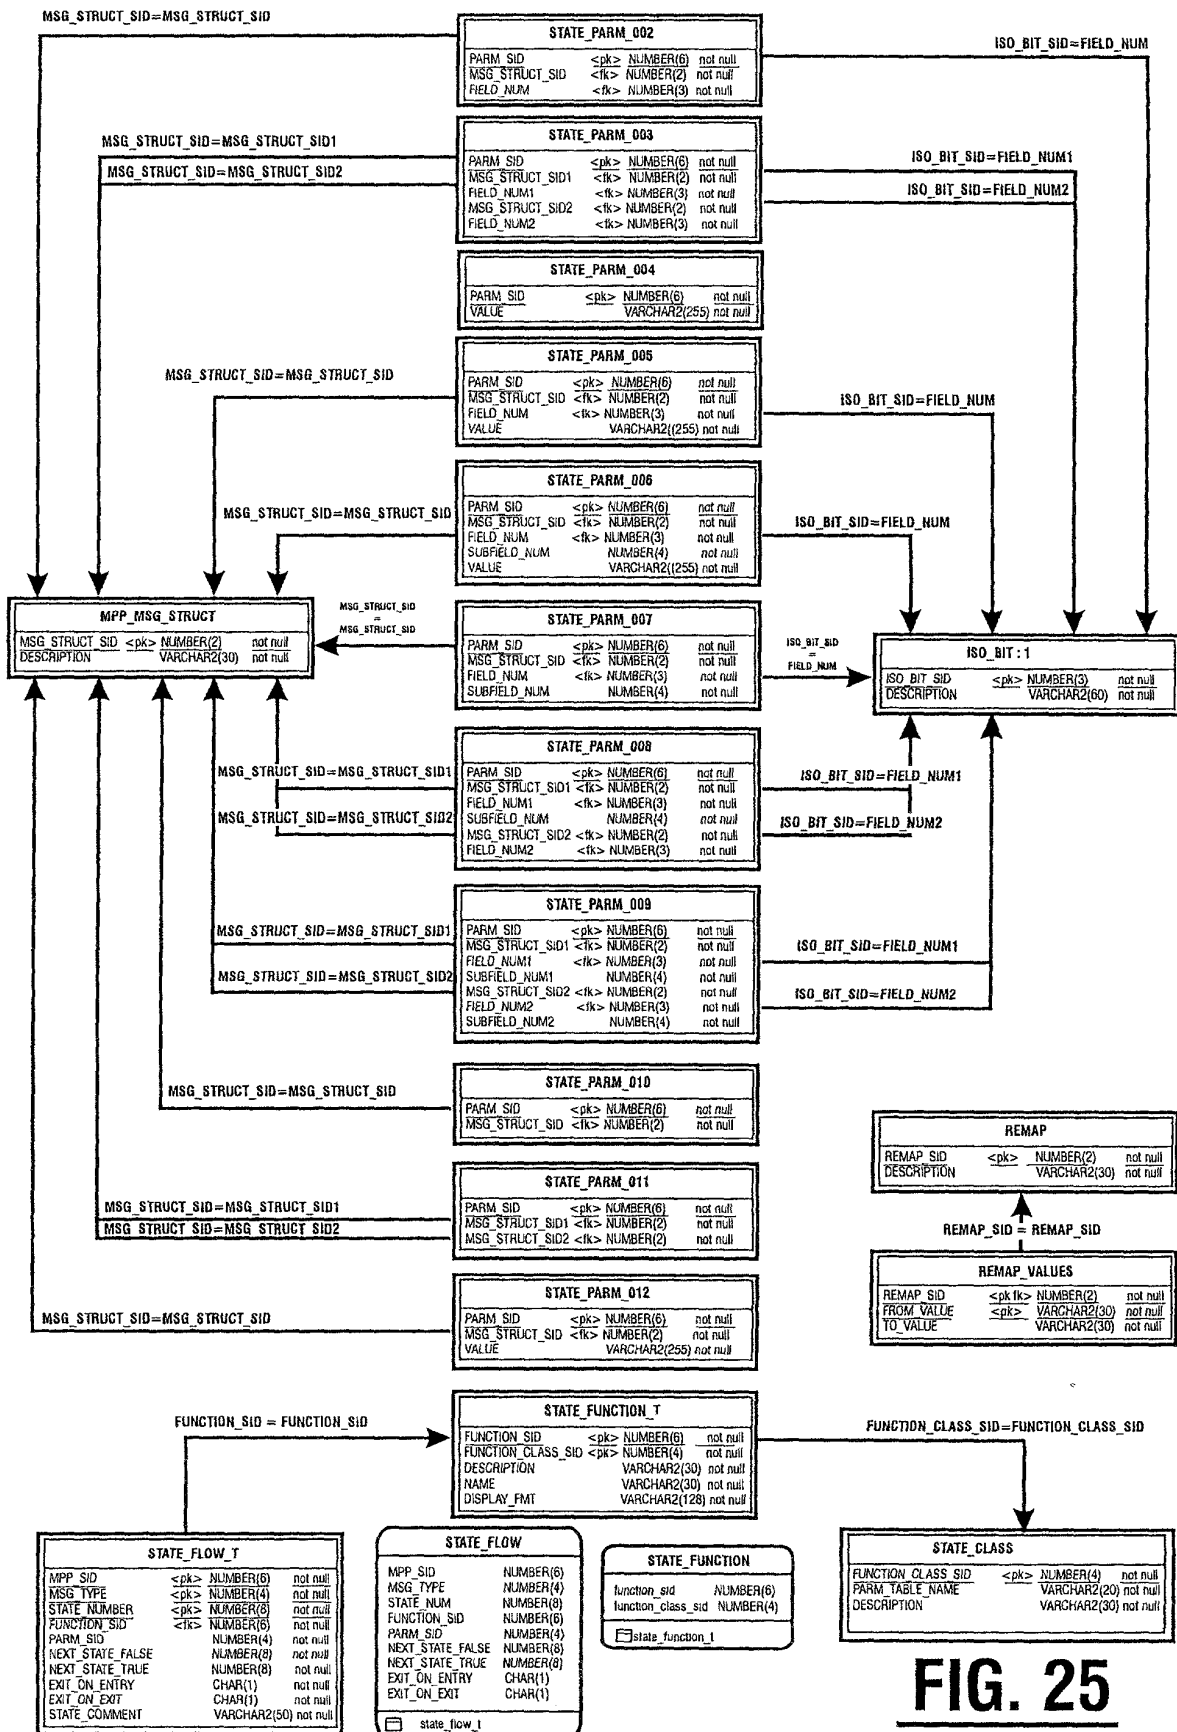 MSG_STRUCT_SID=MSG_STRUCT_SID
STATE_PARM_002
PARM_SID <pk> NUMBER(6) not null
MSG_STRUCT_SID <fk> NUMBER(2) not null
FIELD_NUM <fk> NUMBER(3) not null
ISO_BIT_SID=FIELD_NUM
STATE_PARM_003
MSG_STRUCT_SID=MSG_STRUCT_SID1
MSG_STRUCT_SID=MSG_STRUCT_SID2
PARM_SID <pk> NUMBER(6) not null
MSG_STRUCT_SID1 <fk> NUMBER(2) not null
FIELD_NUM1 <fk> NUMBER(3) not null
MSG_STRUCT_SID2 <fk> NUMBER(2) not null
FIELD_NUM2 <fk> NUMBER(3) not null
ISO_BIT_SID=FIELD_NUM1
ISO_BIT_SID=FIELD_NUM2
STATE_PARM_004
PARM_SID <pk> NUMBER(6) not null
VALUE VARCHAR2(255) not null
STATE_PARM_005
MSG_STRUCT_SID=MSG_STRUCT_SID
PARM_SID <pk> NUMBER(6) not null
MSG_STRUCT_SID <fk> NUMBER(2) not null
FIELD_NUM <fk> NUMBER(3) not null
VALUE VARCHAR2((255) not null
ISO_BIT_SID=FIELD_NUM
STATE_PARM_006
MSG_STRUCT_SID=MSG_STRUCT_SID
PARM_SID <pk> NUMBER(6) not null
MSG_STRUCT_SID <fk> NUMBER(2) not null
FIELD_NUM <fk> NUMBER(3) not null
SUBFIELD_NUM NUMBER(4) not null
VALUE VARCHAR2((255) not null
ISO_BIT_SID=FIELD_NUM
MPP_MSG_STRUCT
MSG_STRUCT_SID <pk> NUMBER(2) not null
DESCRIPTION VARCHAR2(30) not null
MSG_STRUCT_SID
=
MSG_STRUCT_SID
STATE_PARM_007
PARM_SID <pk> NUMBER(6) not null
MSG_STRUCT_SID <fk> NUMBER(2) not null
FIELD_NUM <fk> NUMBER(3) not null
SUBFIELD_NUM NUMBER(4) not null
ISO_BIT_SID
=
FIELD_NUM
ISO_BIT : 1
ISO_BIT_SID <pk> NUMBER(3) not null
DESCRIPTION VARCHAR2(60) not null
STATE_PARM_008
MSG_STRUCT_SID=MSG_STRUCT_SID1
MSG_STRUCT_SID=MSG_STRUCT_SID2
PARM_SID <pk> NUMBER(6) not null
MSG_STRUCT_SID1 <fk> NUMBER(2) not null
FIELD_NUM1 <fk> NUMBER(3) not null
SUBFIELD_NUM NUMBER(4) not null
MSG_STRUCT_SID2 <fk> NUMBER(2) not null
FIELD_NUM2 <fk> NUMBER(3) not null
ISO_BIT_SID=FIELD_NUM1
ISO_BIT_SID=FIELD_NUM2
STATE_PARM_009
MSG_STRUCT_SID=MSG_STRUCT_SID1
MSG_STRUCT_SID=MSG_STRUCT_SID2
PARM_SID <pk> NUMBER(6) not null
MSG_STRUCT_SID1 <fk> NUMBER(2) not null
FIELD_NUM1 <fk> NUMBER(3) not null
SUBFIELD_NUM1 NUMBER(4) not null
MSG_STRUCT_SID2 <fk> NUMBER(2) not null
FIELD_NUM2 <fk> NUMBER(3) not null
SUBFIELD_NUM2 NUMBER(4) not null
ISO_BIT_SID=FIELD_NUM1
ISO_BIT_SID=FIELD_NUM2
STATE_PARM_010
MSG_STRUCT_SID=MSG_STRUCT_SID
PARM_SID <pk> NUMBER(6) not null
MSG_STRUCT_SID <fk> NUMBER(2) not null
REMAP
REMAP_SID <pk> NUMBER(2) not null
DESCRIPTION VARCHAR2(30) not null
STATE_PARM_011
MSG_STRUCT_SID=MSG_STRUCT_SID1
MSG_STRUCT_SID=MSG_STRUCT_SID2
PARM_SID <pk> NUMBER(6) not null
MSG_STRUCT_SID1 <fk> NUMBER(2) not null
MSG_STRUCT_SID2 <fk> NUMBER(2) not null
REMAP_SID = REMAP_SID
REMAP_VALUES
REMAP_SID <pk fk> NUMBER(2) not null
FROM_VALUE <pk> VARCHAR2(30) not null
TO_VALUE VARCHAR2(30) not null
STATE_PARM_012
MSG_STRUCT_SID=MSG_STRUCT_SID
PARM_SID <pk> NUMBER(6) not null
MSG_STRUCT_SID <fk> NUMBER(2) not null
VALUE VARCHAR2(255) not null
FUNCTION_SID = FUNCTION_SID
STATE_FUNCTION_T
FUNCTION_SID <pk> NUMBER(6) not null
FUNCTION_CLASS_SID <pk> NUMBER(4) not null
DESCRIPTION VARCHAR2(30) not null
NAME VARCHAR2(30) not null
DISPLAY_FMT VARCHAR2(128) not null
FUNCTION_CLASS_SID=FUNCTION_CLASS_SID
STATE_FLOW_T
MPP_SID <pk> NUMBER(6) not null
MSG_TYPE <pk> NUMBER(4) not null
STATE_NUMBER <pk> NUMBER(8) not null
FUNCTION_SID <fk> NUMBER(6) not null
PARM_SID NUMBER(4) not null
NEXT_STATE_FALSE NUMBER(8) not null
NEXT_STATE_TRUE NUMBER(8) not null
EXIT_ON_ENTRY CHAR(1) not null
EXIT_ON_EXIT CHAR(1) not null
STATE_COMMENT VARCHAR2(50) not null
STATE_FLOW
MPP_SID NUMBER(6)
MSG_TYPE NUMBER(4)
STATE_NUM NUMBER(8)
FUNCTION_SID NUMBER(6)
PARM_SID NUMBER(4)
NEXT_STATE_FALSE NUMBER(8)
NEXT_STATE_TRUE NUMBER(8)
EXIT_ON_ENTRY CHAR(1)
EXIT_ON_EXIT CHAR(1)
state_flow_t
STATE_FUNCTION
function_sid NUMBER(6)
function_class_sid NUMBER(4)
state_function_t
STATE_CLASS
FUNCTION_CLASS_SID <pk> NUMBER(4) not null
PARM_TABLE_NAME VARCHAR2(20) not null
DESCRIPTION VARCHAR2(30) not null
FIG. 25